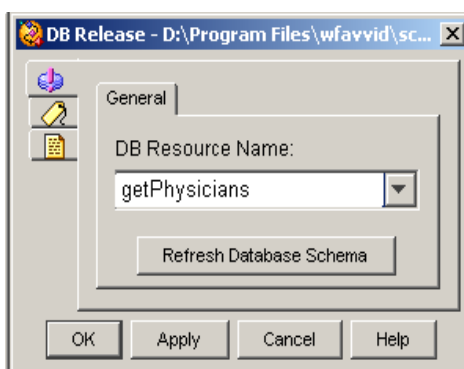 DB Release - D:\Program Files\wfavvid\sc...
General
DB Resource Name:
getPhysicians
Refresh Database Schema
OK Apply Cancel Help